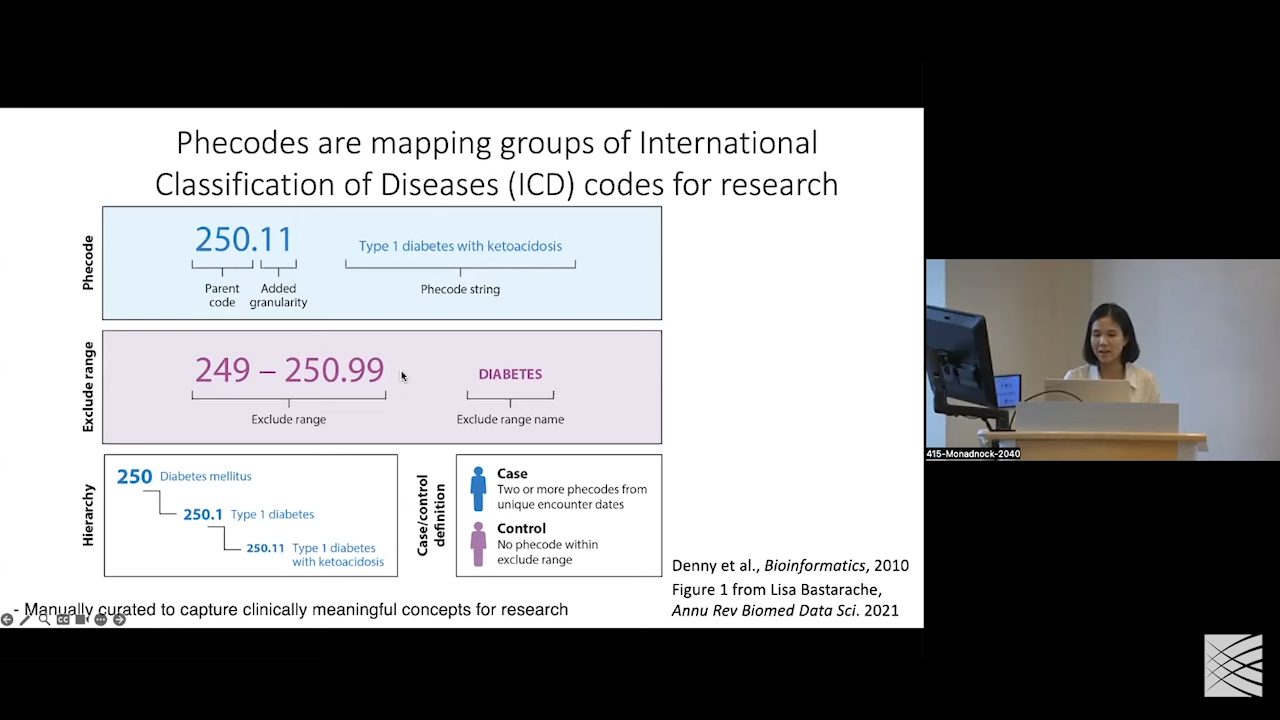 Phecodes are mapping groups of International
Classification of Diseases (ICD) codes for research
Phecode
250.11
Type 1 diabetes with ketoacidosis
Parent
code
Added
granularity
Phecode string
Exclude range
249 – 250.99
DIABETES
Exclude range
Exclude range name
Hierarchy
250 Diabetes mellitus
250.1 Type 1 diabetes
250.11 Type 1 diabetes
with ketoacidosis
Case/control
definition
Case
Two or more phecodes from
unique encounter dates
Control
No phecode within
exclude range
Denny et al., Bioinformatics, 2010
Figure 1 from Lisa Bastarache,
Annu Rev Biomed Data Sci. 2021
- Manually curated to capture clinically meaningful concepts for research
CC
415-Monadnock-2040